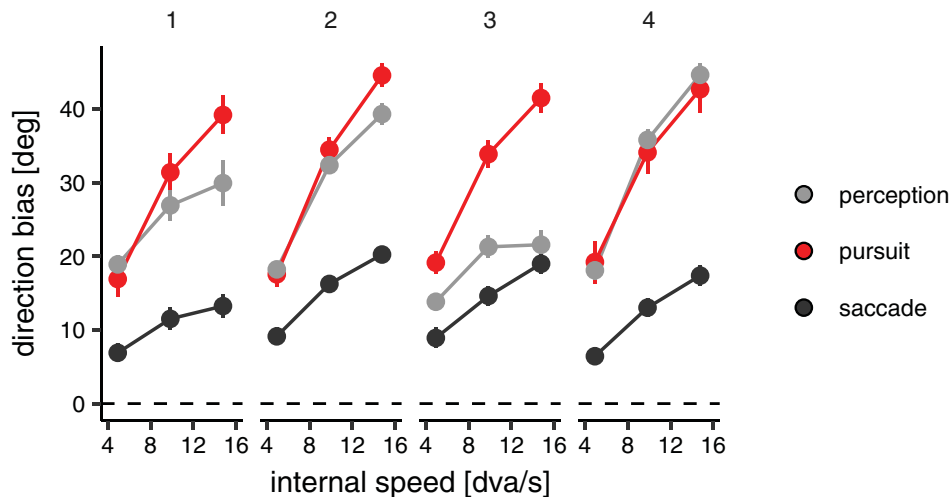 1 2 3 4
direction bias [deg]
40
30
20
10
0
4 8 12 16 4 8 12 16 4 8 12 16 4 8 12 16
internal speed [dva/s]
perception
pursuit
saccade